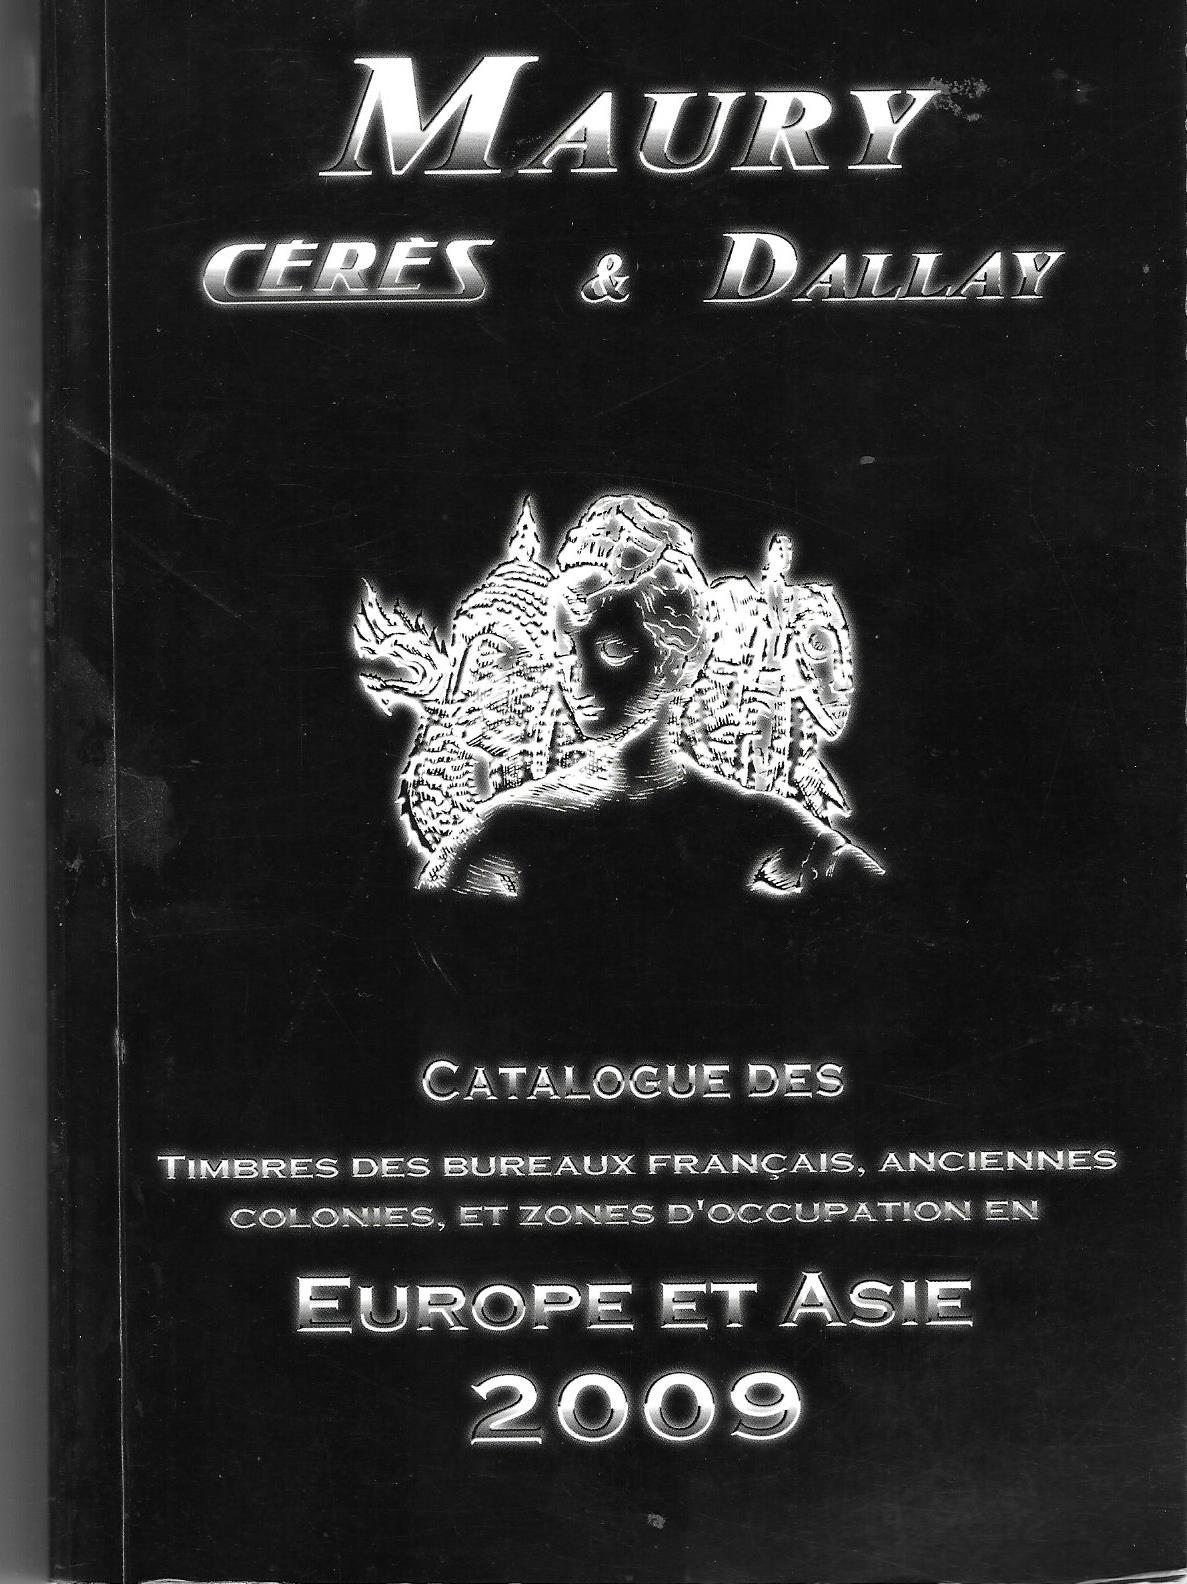 MAURY
CÉRÈS & DALLAY
CATALOGUE DES
TIMBRES DES BUREAUX FRANÇAIS, ANCIENNES
COLONIES, ET ZONES D'OCCUPATION EN
EUROPE ET ASIE
2009